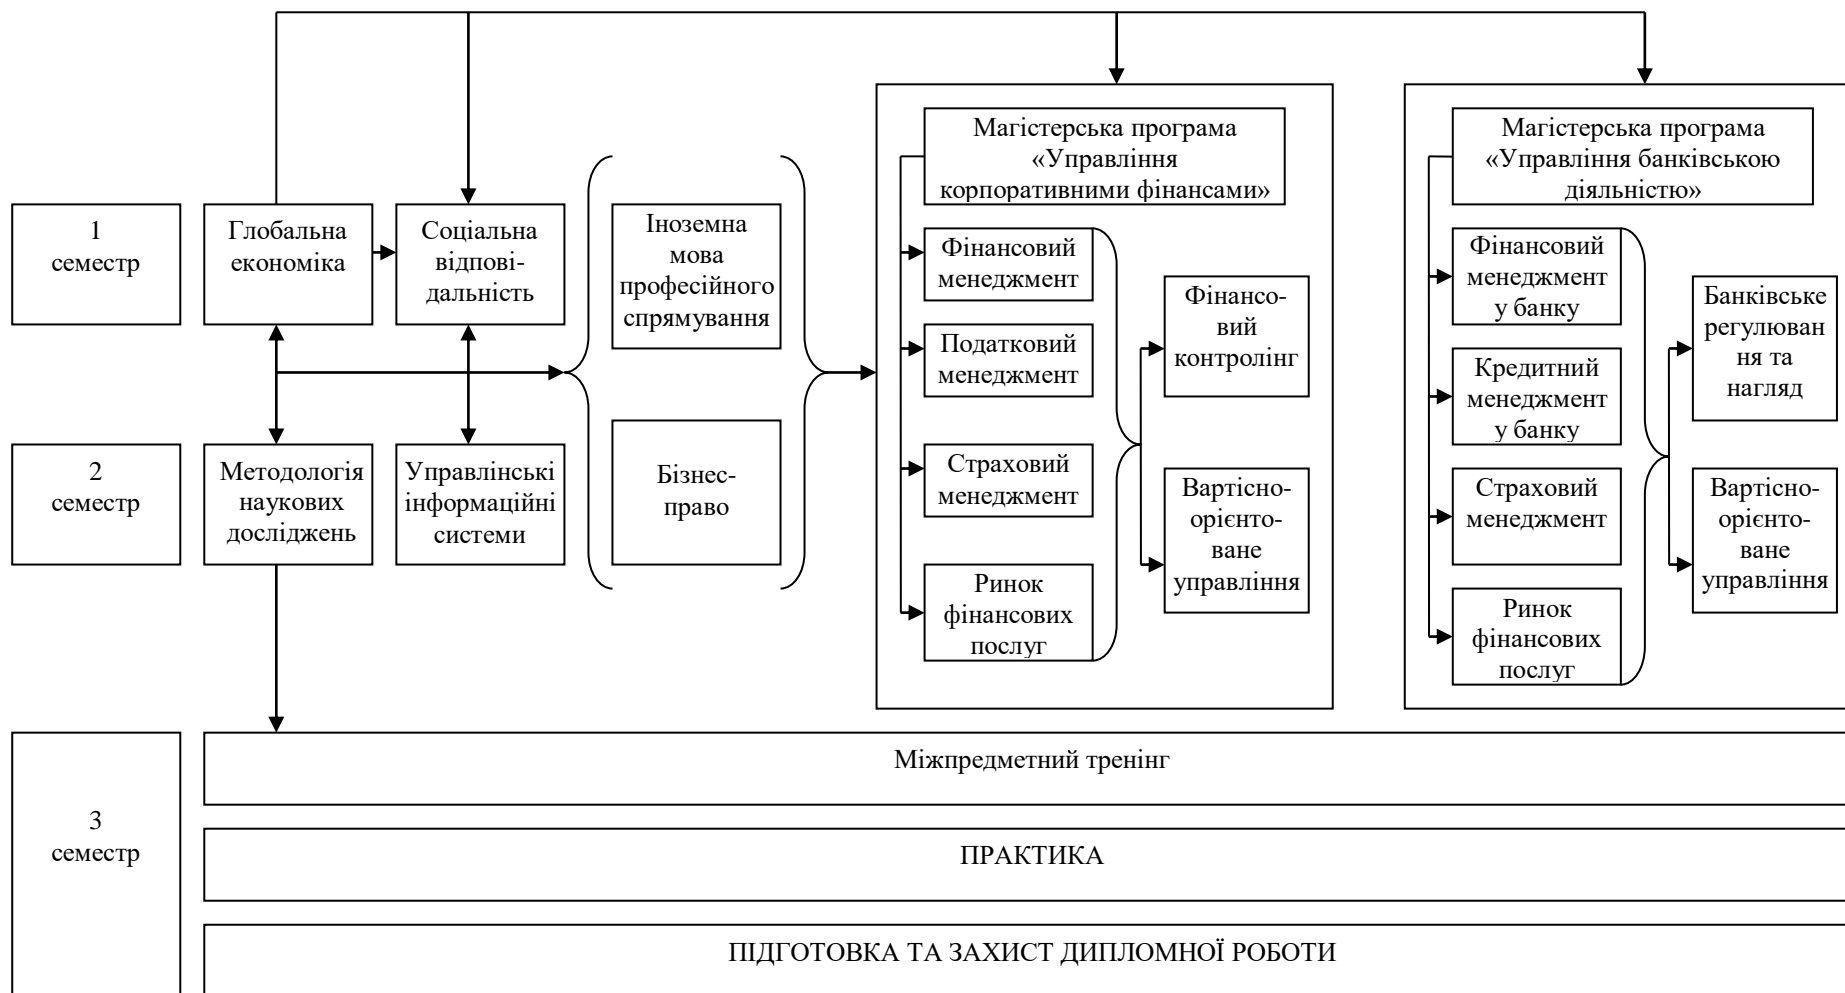 Магістерська програма
«Управління
корпоративними фінансами»
Магістерська програма
«Управління банківською
діяльністю»
1
семестр
Глобальна
економіка
Соціальна
відпові-
дальність
Іноземна
мова
професійного
спрямування
Фінансовий
менеджмент
Податковий
менеджмент
Фінансо-
вий
контролінг
Фінансовий
менеджмент
у банку
Кредитний
менеджмент
у банку
Банківське
регулюван
ня та
нагляд
2
семестр
Методологія
наукових
досліджень
Управлінські
інформаційні
системи
Бізнес-
право
Страховий
менеджмент
Ринок
фінансових
послуг
Вартісно-
орієнто-
ване
управління
Страховий
менеджмент
Ринок
фінансових
послуг
Вартісно-
орієнто-
ване
управління
3
семестр
Міжпредметний тренінг
ПРАКТИКА
ПІДГОТОВКА ТА ЗАХИСТ ДИПЛОМНОЇ РОБОТИ